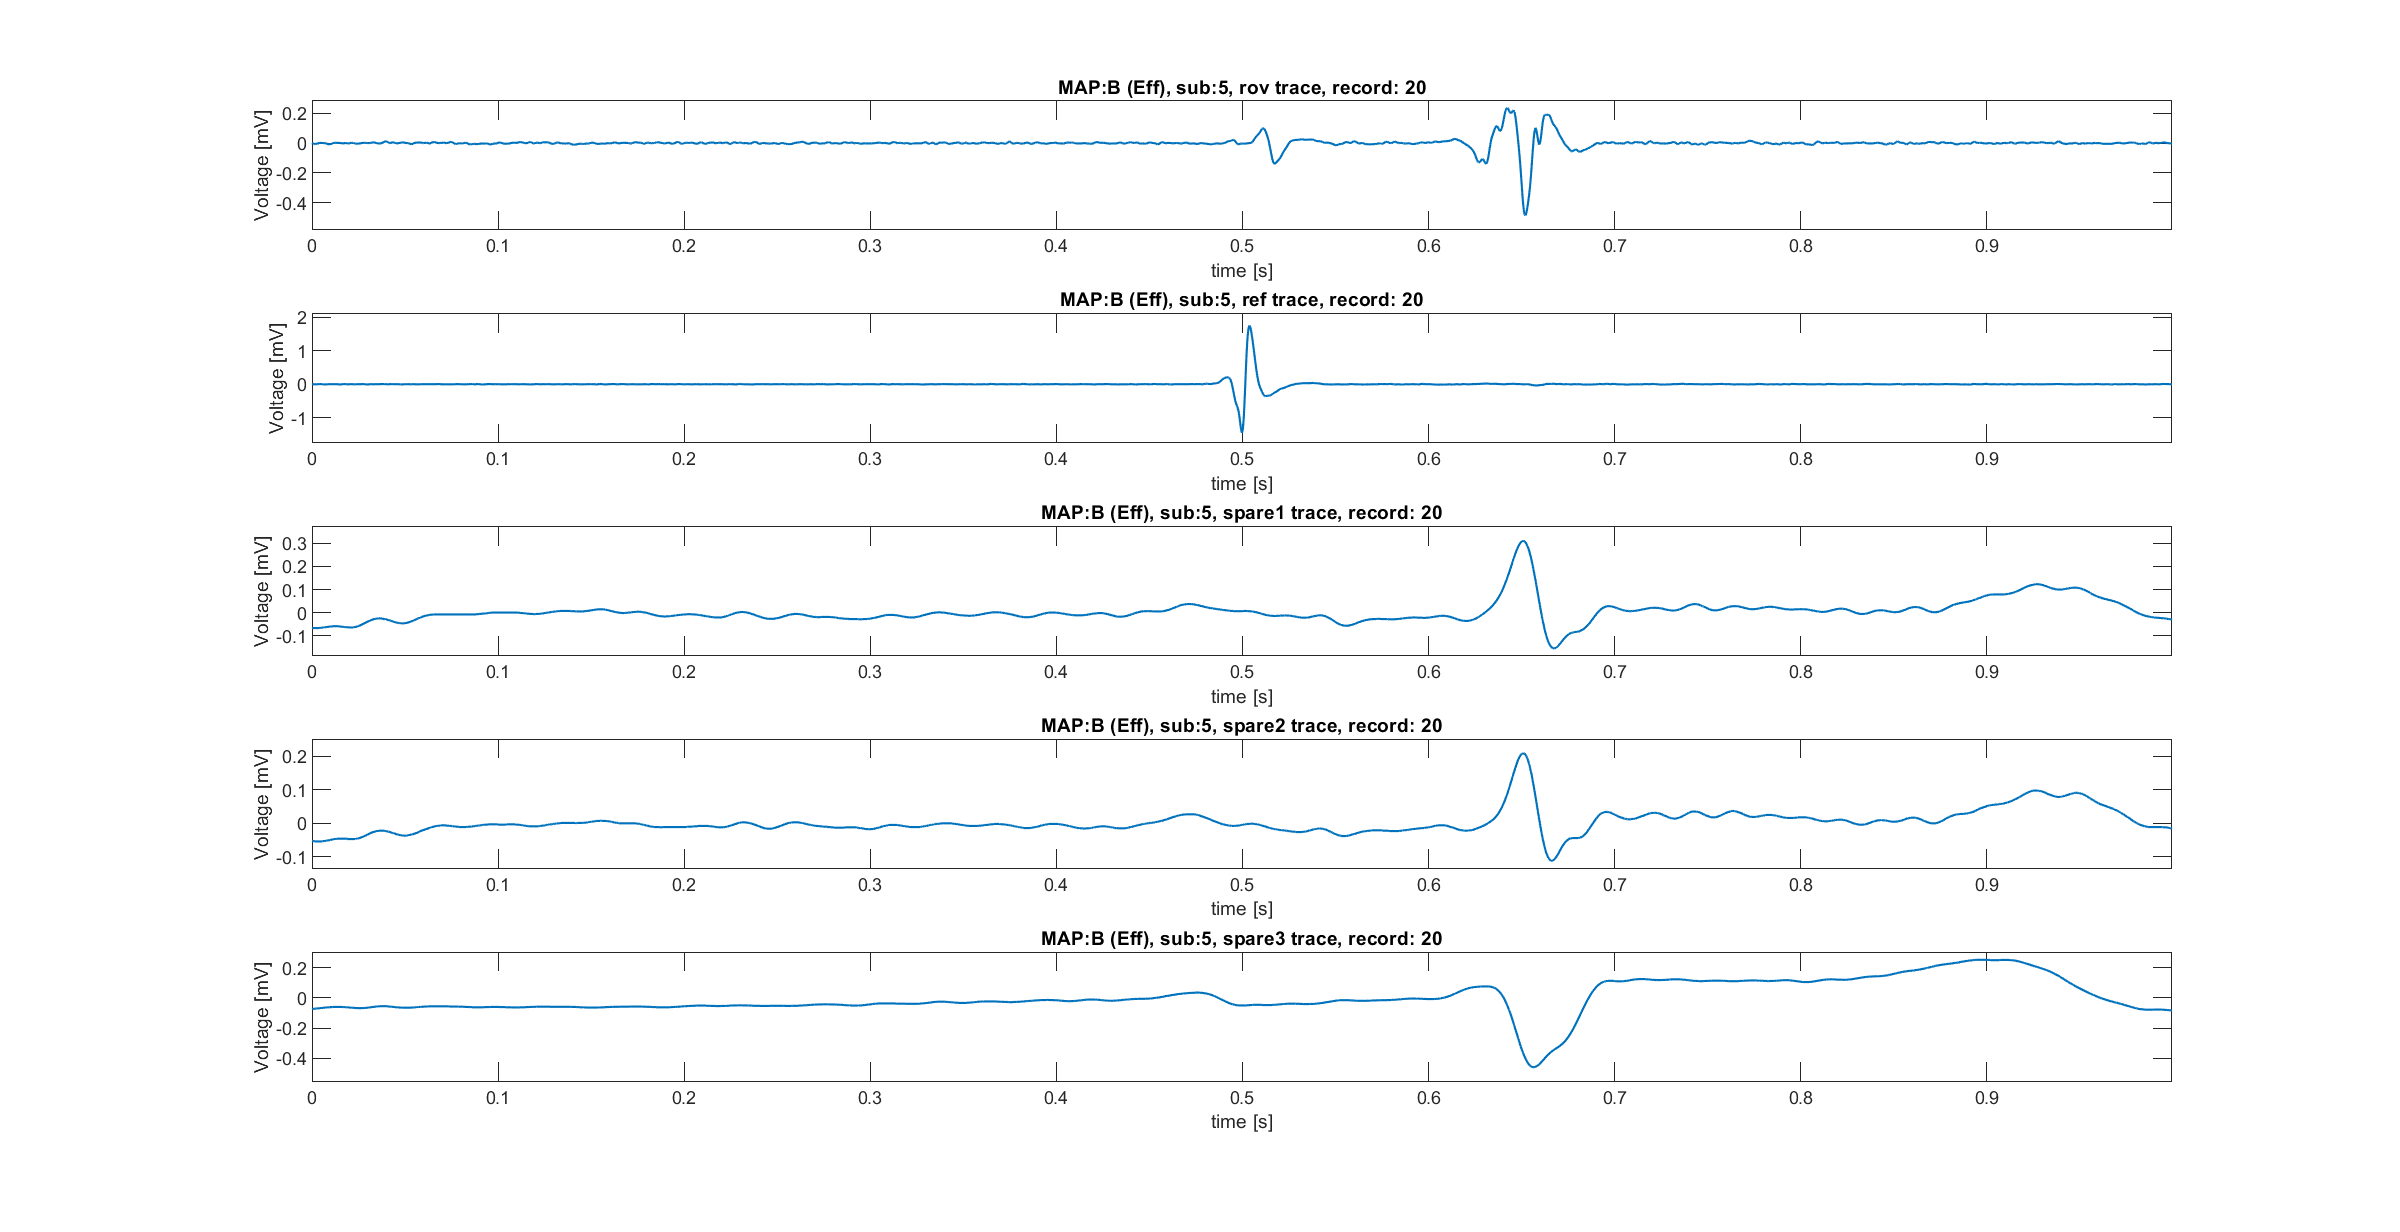 MAP:B (Eff), sub:5, rov trace, record: 20
Voltage [mV]
0.2
0
-0.2
-0.4
0 0.1 0.2 0.3 0.4 0.5 0.6 0.7 0.8 0.9
time [s]
MAP:B (Eff), sub:5, ref trace, record: 20
Voltage [mV]
2
1
0
-1
0 0.1 0.2 0.3 0.4 0.5 0.6 0.7 0.8 0.9
time [s]
MAP:B (Eff), sub:5, spare1 trace, record: 20
Voltage [mV]
0.3
0.2
0.1
0
-0.1
0 0.1 0.2 0.3 0.4 0.5 0.6 0.7 0.8 0.9
time [s]
MAP:B (Eff), sub:5, spare2 trace, record: 20
Voltage [mV]
0.2
0.1
0
-0.1
0 0.1 0.2 0.3 0.4 0.5 0.6 0.7 0.8 0.9
time [s]
MAP:B (Eff), sub:5, spare3 trace, record: 20
Voltage [mV]
0.2
0
-0.2
-0.4
0 0.1 0.2 0.3 0.4 0.5 0.6 0.7 0.8 0.9
time [s]